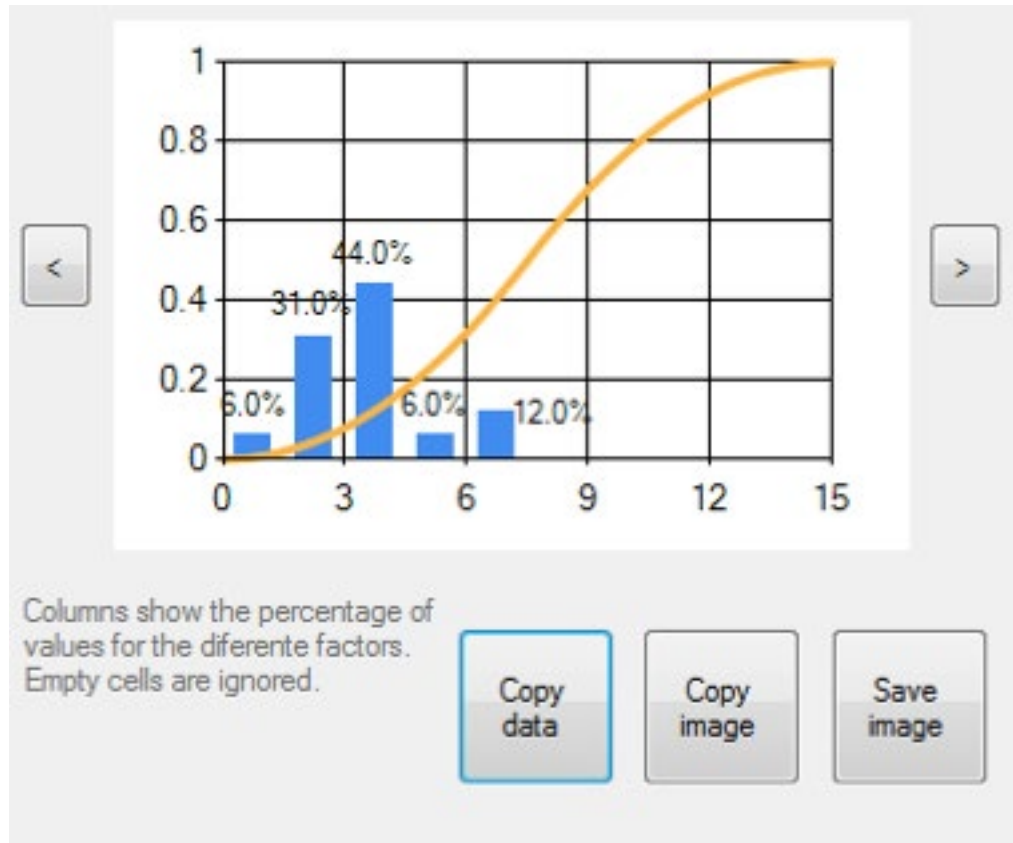 1
0.8
0.6
44.0%
<
>
0.4
31.0%
0.2
6.0%
6.0%
12.0%
0
0 3 6 9 12 15
Columns show the percentage of
values for the diferente factors.
Empty cells are ignored.
Copy
data
Copy
image
Save
image